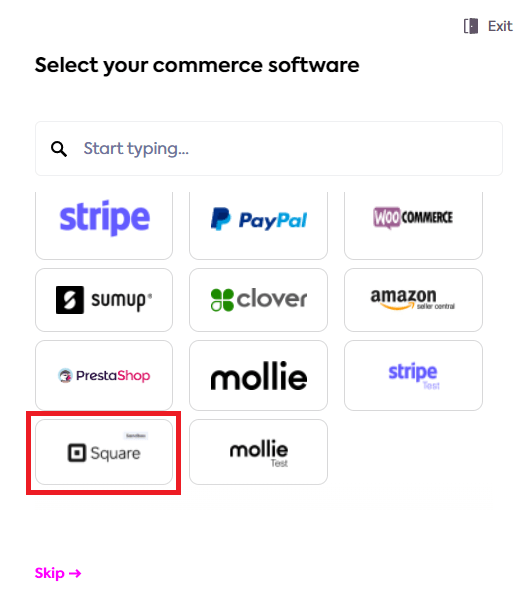 Exit
Select your commerce software
Start typing...
stripe
PayPal
WOO COMMERCE
sumup®
clover
amazon
seller central
PrestaShop
mollie
stripe
Test
Sandbox
Square
mollie
Test
Skip →